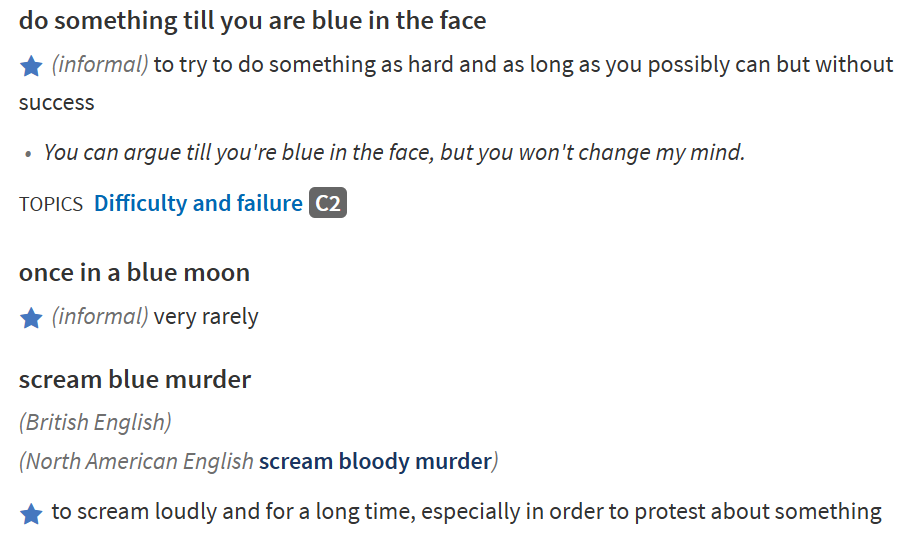 do something till you are blue in the face
(informal) to try to do something as hard and as long as you possibly can but without
success
• You can argue till you're blue in the face, but you won't change my mind.
TOPICS Difficulty and failure C2
once in a blue moon
(informal) very rarely
scream blue murder
(British English)
(North American English scream bloody murder)
to scream loudly and for a long time, especially in order to protest about something